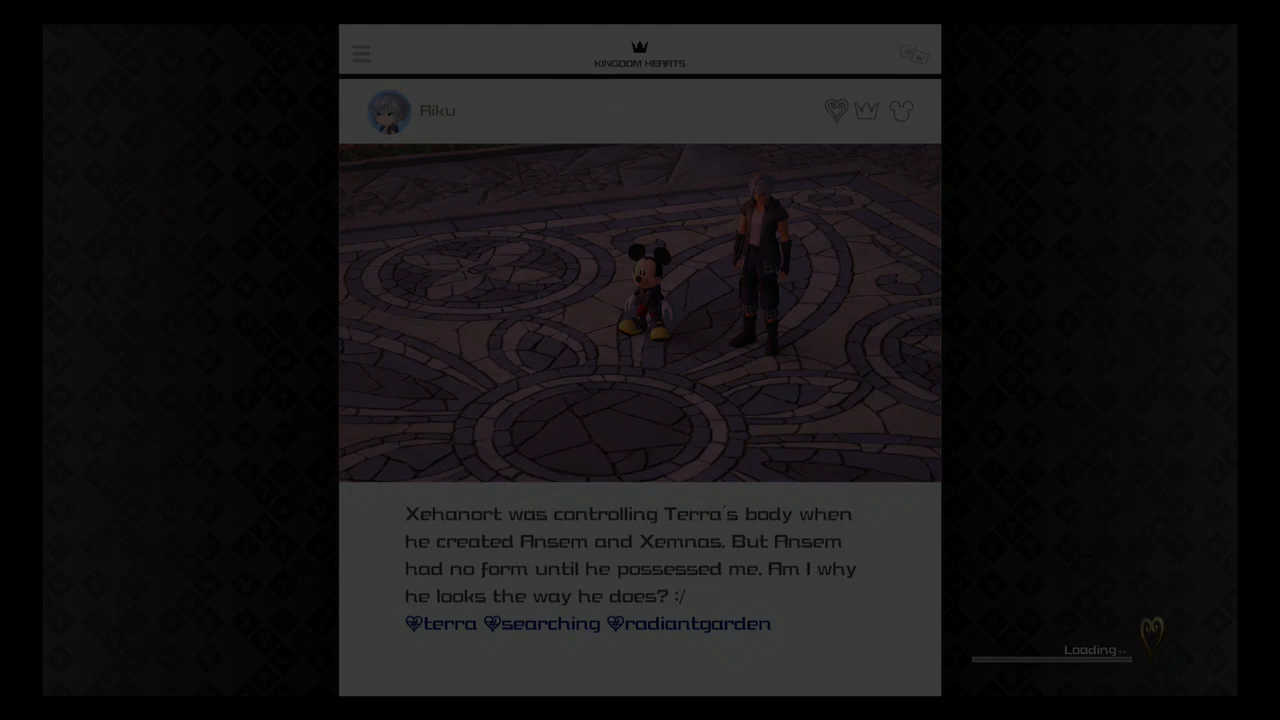 KINGDOM HEARTS
Riku
Xehanort was controlling Terra's body when
he created Ansem and Xemnas. But Ansem
had no form until he possessed me. Am I why
he looks the way he does? :/
terra searching radiantgarden
Loading..